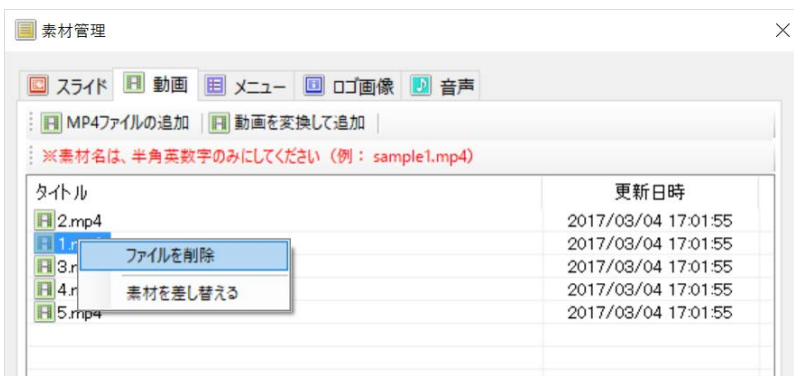 素材管理
スライド 動画 メニュー ロゴ画像 音声
MP4ファイルの追加 動画を変換して追加
※素材名は、半角英数字のみにしてください（例： sample1.mp4）
タイトル 更新日時
2.mp4 2017/03/04 17:01:55
2017/03/04 17:01:55
ファイルを削除
2017/03/04 17:01:55
2017/03/04 17:01:55
素材を差し替える
5.mp4 2017/03/04 17:01:55